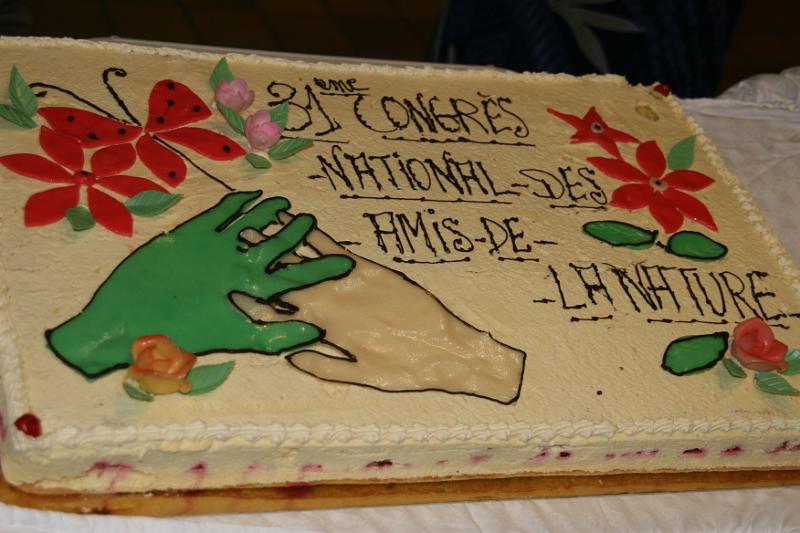 31ème CONGRÈS
-NATIONAL-DES
-AMIS-DE-
-LA NATURE-